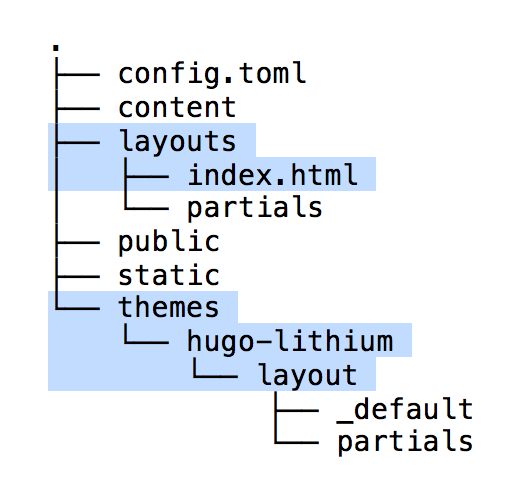 .
├── config.toml
├── content
├── layouts
│   ├── index.html
│   └── partials
├── public
├── static
└── themes
    └── hugo-lithium
        └── layout
            ├── _default
            └── partials